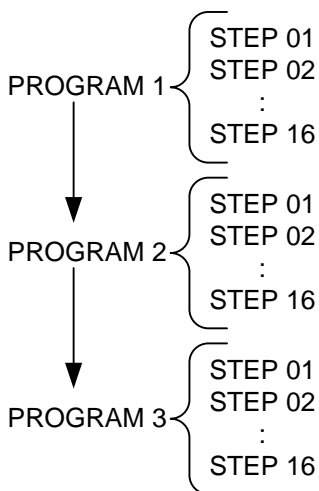 PROGRAM 1
STEP 01
STEP 02
:
STEP 16
PROGRAM 2
STEP 01
STEP 02
:
STEP 16
PROGRAM 3
STEP 01
STEP 02
:
STEP 16